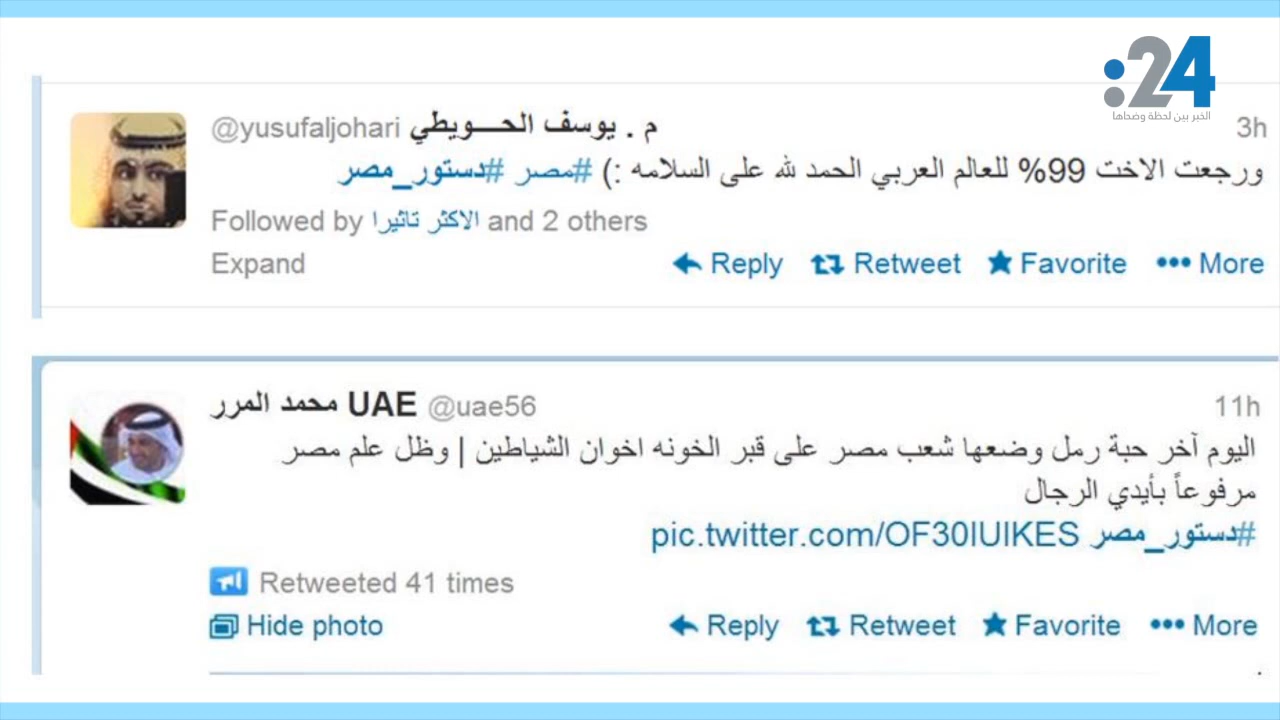 :24
الخبر بين لحظة وضحاها
م . يوسف الحـــويطي @yusufaljohari 3h
ورجعت الاخت 99% للعالم العربي الحمد لله على السلامه :) #مصر #دستور_مصر
Followed by الاكثر تاثيرا and 2 others
Expand Reply Retweet Favorite More
محمد المرر UAE @uae56 11h
اليوم آخر حبة رمل وضعها شعب مصر على قبر الخونه اخوان الشياطين | وظل علم مصر
مرفوعاً بأيدي الرجال
#دستور_مصر pic.twitter.com/OF30IUIKES
Retweeted 41 times
Hide photo Reply Retweet Favorite More